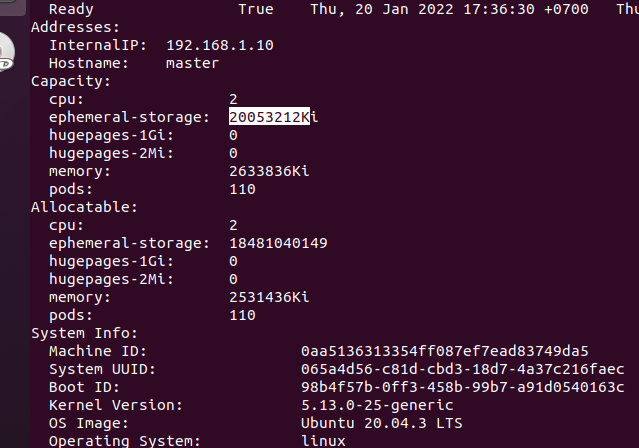 Ready True Thu, 20 Jan 2022 17:36:30 +0700 Thu
Addresses:
InternalIP: 192.168.1.10
Hostname: master
Capacity:
cpu: 2
ephemeral-storage: 20053212Ki
hugepages-1Gi: 0
hugepages-2Mi: 0
memory: 2633836Ki
pods: 110
Allocatable:
cpu: 2
ephemeral-storage: 18481040149
hugepages-1Gi: 0
hugepages-2Mi: 0
memory: 2531436Ki
pods: 110
System Info:
Machine ID: 0aa5136313354ff087ef7ead83749da5
System UUID: 065a4d56-c81d-cbd3-18d7-4a37c216faec
Boot ID: 98b4f57b-0ff3-458b-99b7-a91d0540163c
Kernel Version: 5.13.0-25-generic
OS Image: Ubuntu 20.04.3 LTS
Operating System: linux